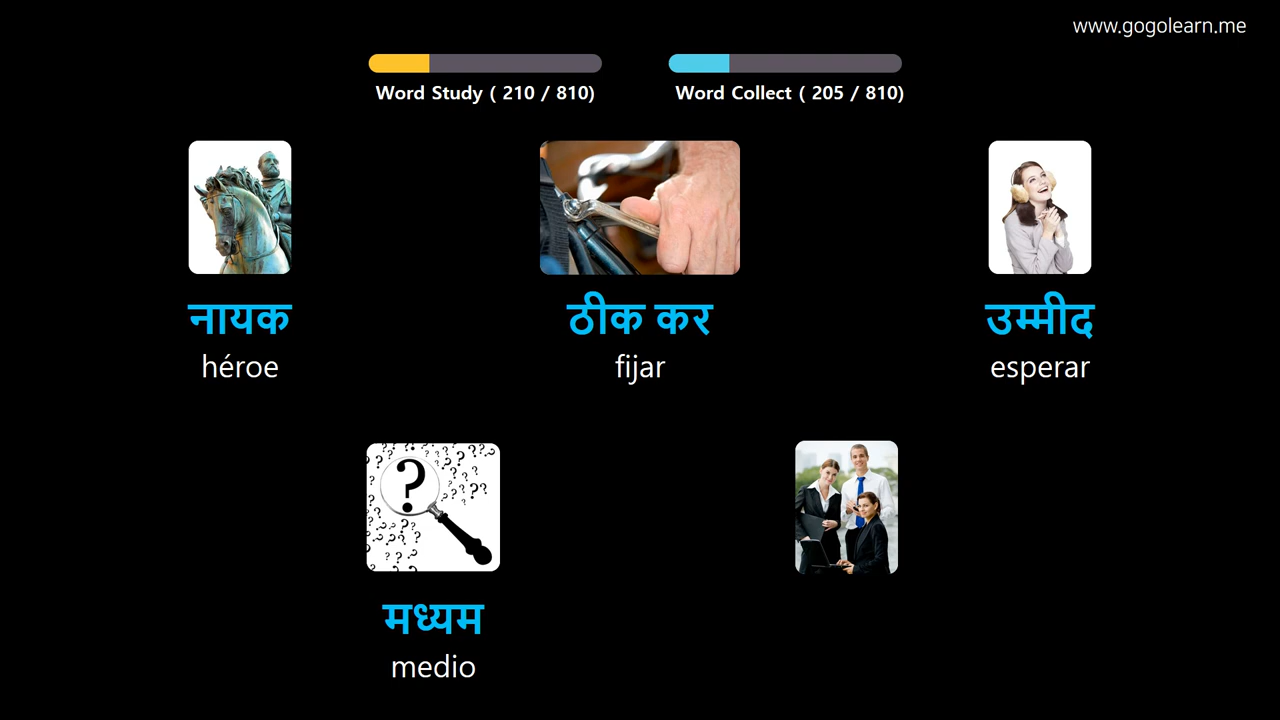 www.gogolearn.me
Word Study ( 210 / 810)
Word Collect ( 205 / 810)
नायक
héroe
ठीक कर
fijar
उम्मीद
esperar
मध्यम
medio